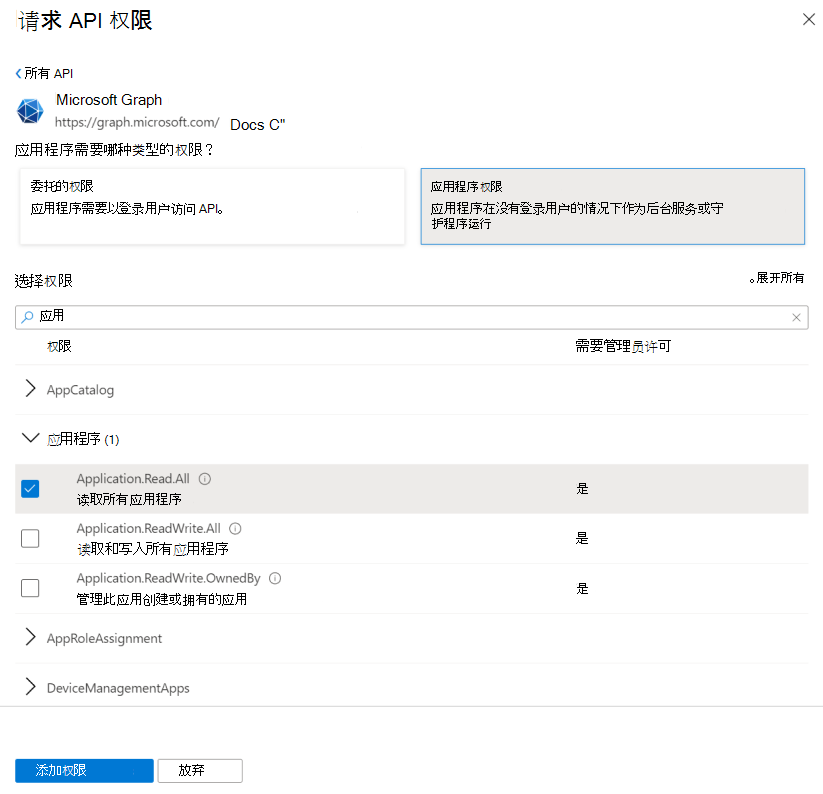 请求 API 权限
所有 API
Microsoft Graph
https://graph.microsoft.com/ Docs C"
应用程序需要哪种类型的权限？
委托的权限
应用程序需要以登录用户访问 API。
应用程序权限
应用程序在没有登录用户的情况下作为后台服务或守
护程序运行
选择权限
。展开所有
应用
权限 需要管理员许可
AppCatalog
应用程序 (1)
Application.Read.All
读取所有应用程序 是
Application.ReadWrite.All
读取和写入所有应用程序 是
Application.ReadWrite.OwnedBy
管理此应用创建或拥有的应用 是
AppRoleAssignment
DeviceManagementApps
添加权限 放弃